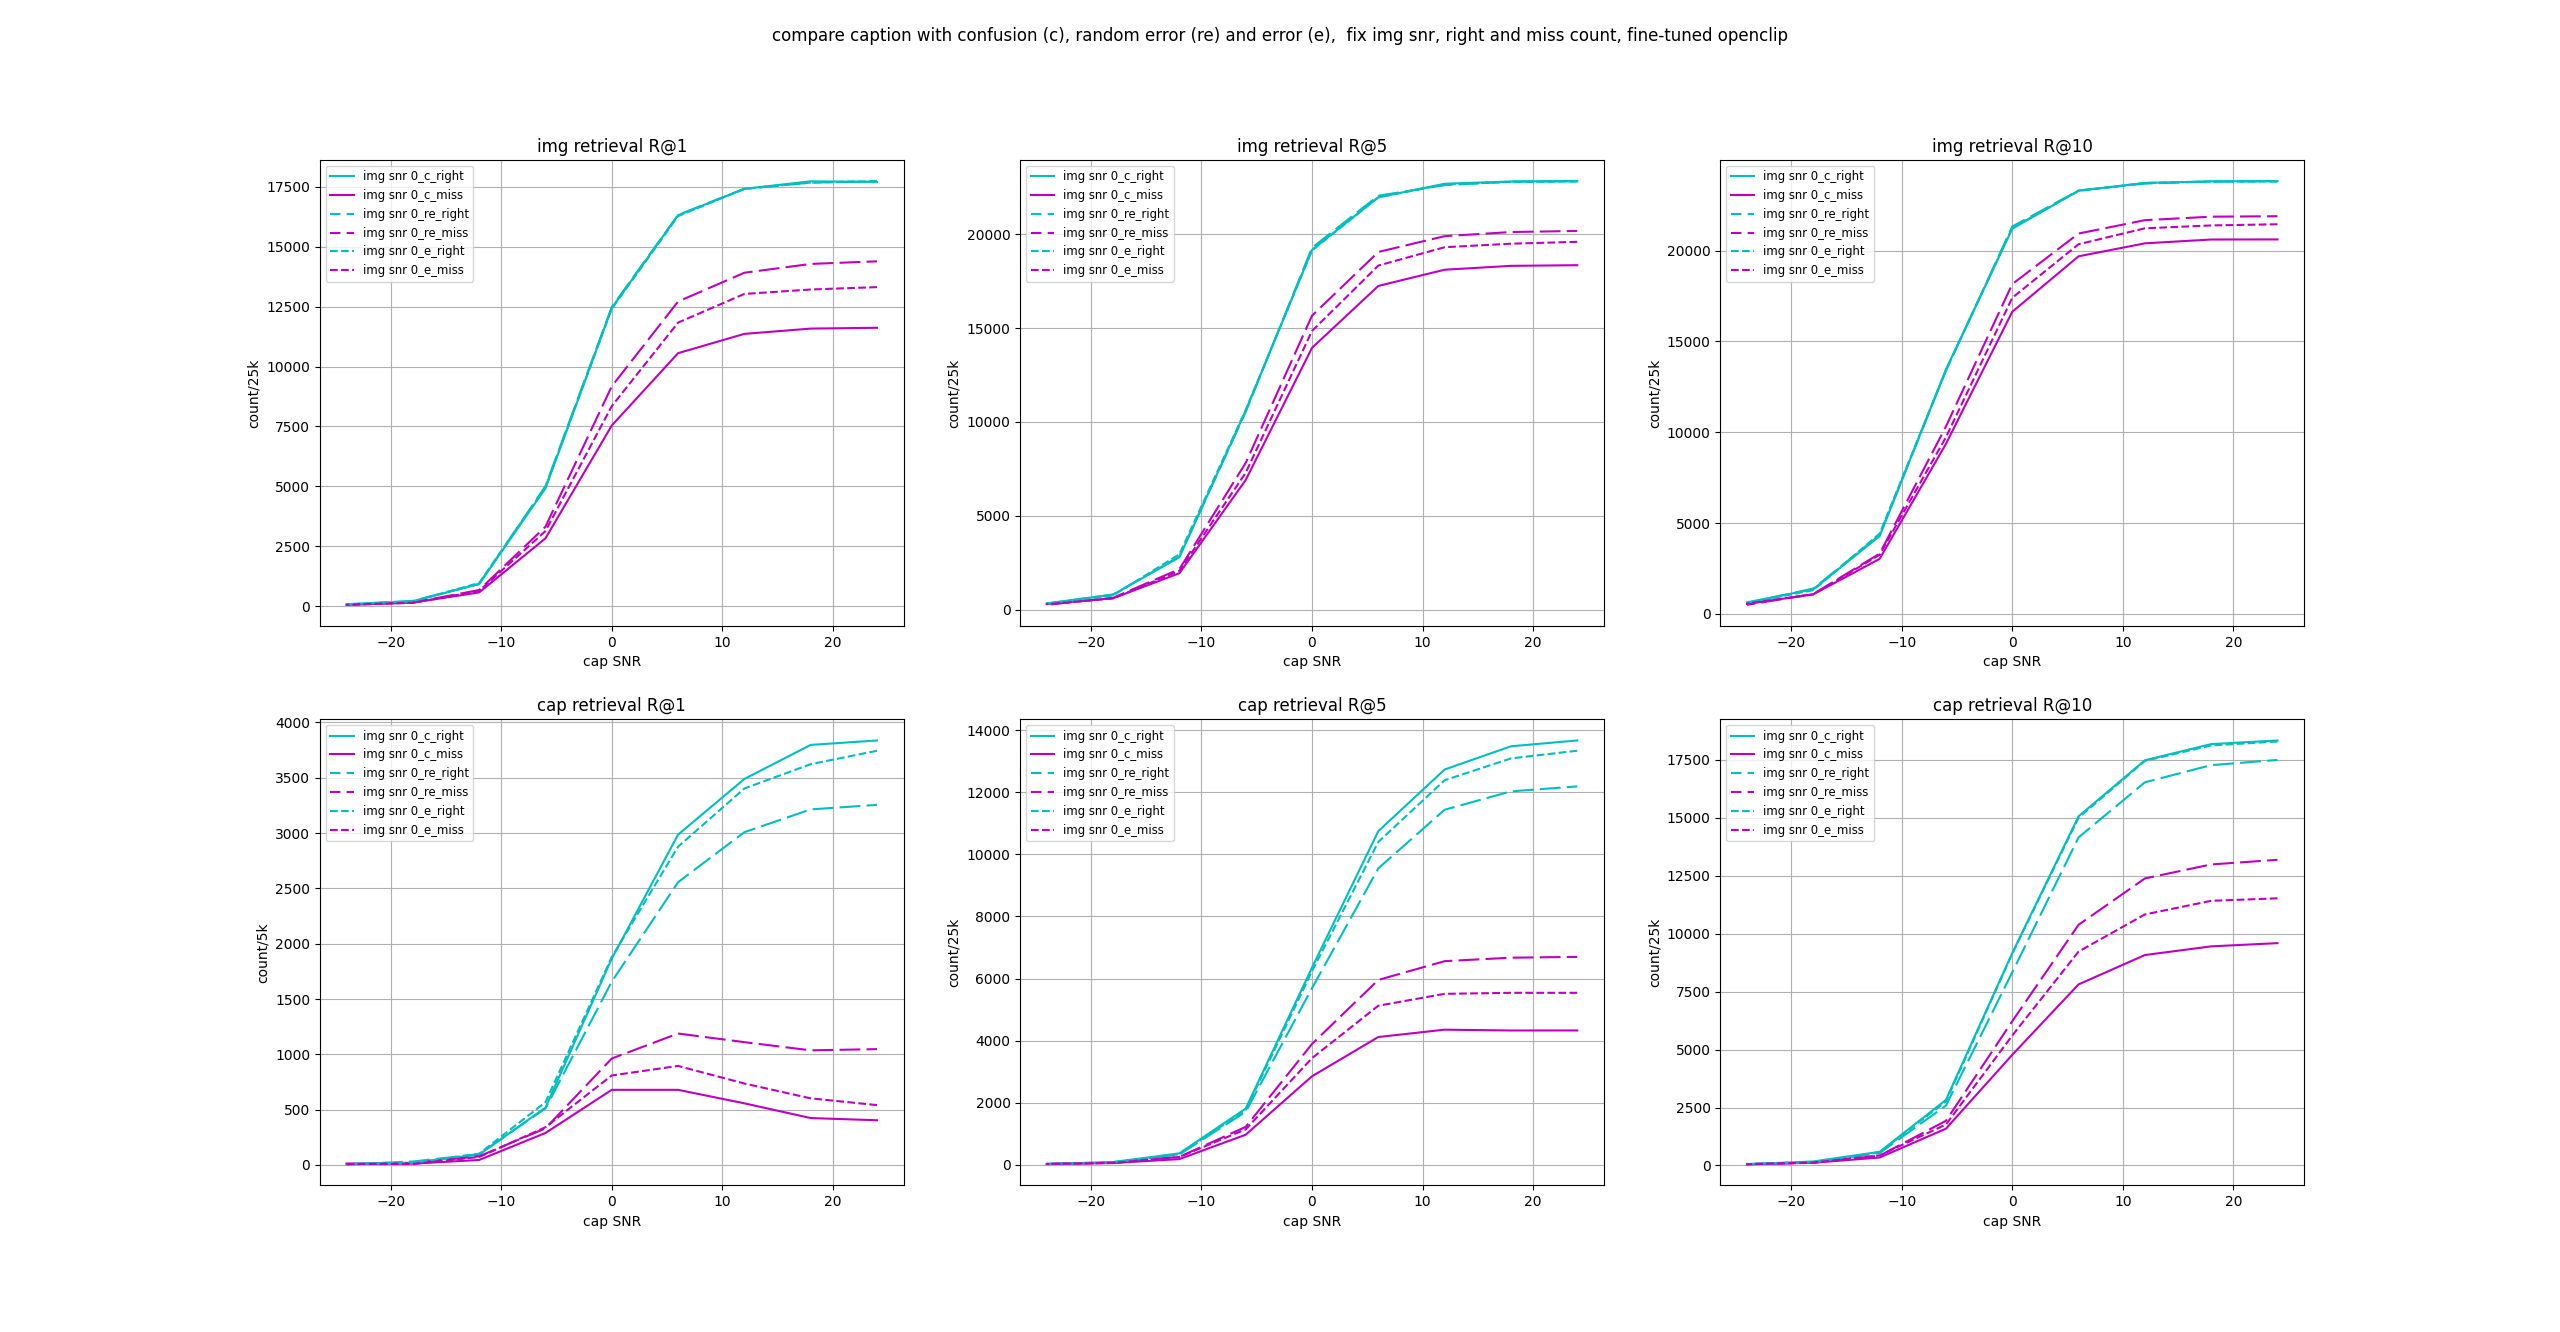 compare caption with confusion (c), random error (re) and error (e),  fix img snr, right and miss count, fine-tuned openclip
img retrieval R@1
img snr 0_c_right
img snr 0_c_miss
img snr 0_re_right
img snr 0_re_miss
img snr 0_e_right
img snr 0_e_miss
17500
15000
12500
10000
7500
5000
2500
0
count/25k
−20
−10
0
10
20
cap SNR
img retrieval R@5
img snr 0_c_right
img snr 0_c_miss
img snr 0_re_right
img snr 0_re_miss
img snr 0_e_right
img snr 0_e_miss
20000
15000
10000
5000
0
count/25k
−20
−10
0
10
20
cap SNR
img retrieval R@10
img snr 0_c_right
img snr 0_c_miss
img snr 0_re_right
img snr 0_re_miss
img snr 0_e_right
img snr 0_e_miss
20000
15000
10000
5000
0
count/25k
−20
−10
0
10
20
cap SNR
cap retrieval R@1
img snr 0_c_right
img snr 0_c_miss
img snr 0_re_right
img snr 0_re_miss
img snr 0_e_right
img snr 0_e_miss
4000
3500
3000
2500
2000
1500
1000
500
0
count/5k
−20
−10
0
10
20
cap SNR
cap retrieval R@5
img snr 0_c_right
img snr 0_c_miss
img snr 0_re_right
img snr 0_re_miss
img snr 0_e_right
img snr 0_e_miss
14000
12000
10000
8000
6000
4000
2000
0
count/25k
−20
−10
0
10
20
cap SNR
cap retrieval R@10
img snr 0_c_right
img snr 0_c_miss
img snr 0_re_right
img snr 0_re_miss
img snr 0_e_right
img snr 0_e_miss
17500
15000
12500
10000
7500
5000
2500
0
count/25k
−20
−10
0
10
20
cap SNR